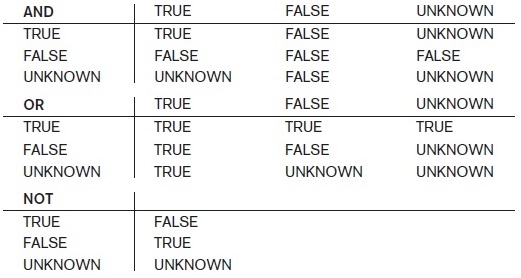 AND TRUE FALSE UNKNOWN
TRUE TRUE FALSE UNKNOWN
FALSE FALSE FALSE FALSE
UNKNOWN UNKNOWN FALSE UNKNOWN
OR TRUE FALSE UNKNOWN
TRUE TRUE TRUE TRUE
FALSE TRUE FALSE UNKNOWN
UNKNOWN TRUE UNKNOWN UNKNOWN
NOT
TRUE FALSE
FALSE TRUE
UNKNOWN UNKNOWN